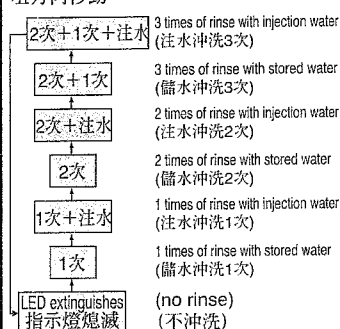 2次+1次+注水 3 times of rinse with injection water
(注水沖洗3次)
2次+1次 3 times of rinse with stored water
(儲水沖洗3次)
2次+注水 2 times of rinse with injection water
(注水沖洗2次)
2次 2 times of rinse with stored water
(儲水沖洗2次)
1次+注水 1 times of rinse with injection water
(注水沖洗1次)
1次 1 times of rinse with stored water
(儲水沖洗1次)
LED extinguishes (no rinse)
指示燈熄滅 (不沖洗)